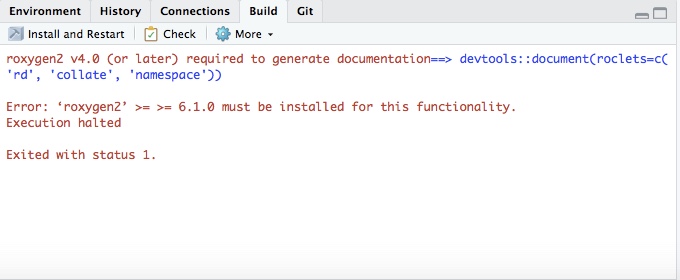 Environment History Connections Build Git
Install and Restart Check More
roxygen2 v4.0 (or later) required to generate documentation==> devtools::document(roclets=c(
'rd', 'collate', 'namespace'))
Error: ‘roxygen2’ >= >= 6.1.0 must be installed for this functionality.
Execution halted
Exited with status 1.